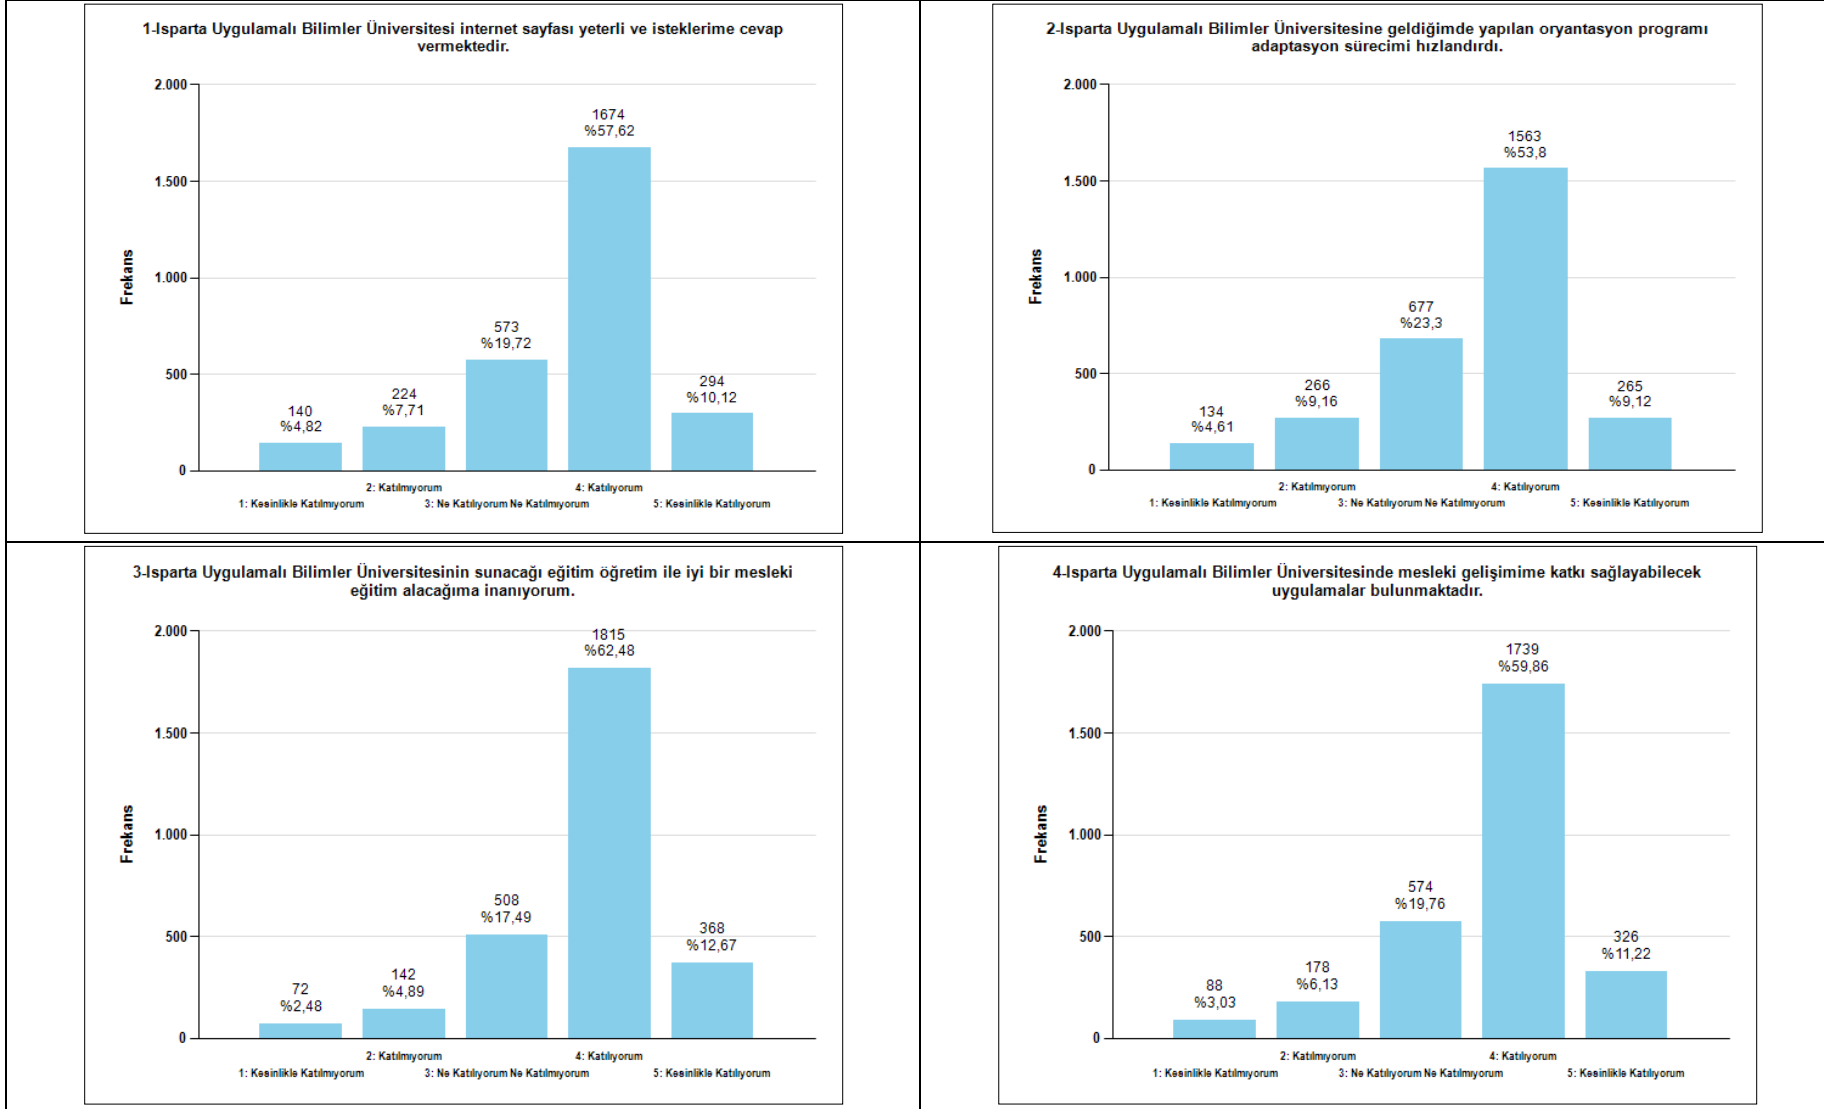 1-Isparta Uygulamalı Bilimler Üniversitesi internet sayfası yeterli ve isteklerime cevap
vermektedir.
2.000
1.500
1.000
500
0
Frekans
140
%4,82
224
%7,71
573
%19,72
1674
%57,62
294
%10,12
2: Katılmıyorum
4: Katılıyorum
1: Kesinlikle Katılmıyorum
3: Ne Katılıyorum Ne Katılmıyorum
5: Kesinlikle Katılıyorum
2-Isparta Uygulamalı Bilimler Üniversitesine geldiğimde yapılan oryantasyon programı
adaptasyon sürecimi hızlandırdı.
2.000
1.500
1.000
500
0
Frekans
134
%4,61
266
%9,16
677
%23,3
1563
%53,8
265
%9,12
2: Katılmıyorum
4: Katılıyorum
1: Kesinlikle Katılmıyorum
3: Ne Katılıyorum Ne Katılmıyorum
5: Kesinlikle Katılıyorum
3-Isparta Uygulamalı Bilimler Üniversitesinin sunacağı eğitim öğretim ile iyi bir mesleki
eğitim alacağıma inanıyorum.
2.000
1.500
1.000
500
0
Frekans
72
%2,48
142
%4,89
508
%17,49
1815
%62,48
368
%12,67
2: Katılmıyorum
4: Katılıyorum
1: Kesinlikle Katılmıyorum
3: Ne Katılıyorum Ne Katılmıyorum
5: Kesinlikle Katılıyorum
4-Isparta Uygulamalı Bilimler Üniversitesinde mesleki gelişimime katkı sağlayabilecek
uygulamalar bulunmaktadır.
2.000
1.500
1.000
500
0
Frekans
88
%3,03
178
%6,13
574
%19,76
1739
%59,86
326
%11,22
2: Katılmıyorum
4: Katılıyorum
1: Kesinlikle Katılmıyorum
3: Ne Katılıyorum Ne Katılmıyorum
5: Kesinlikle Katılıyorum